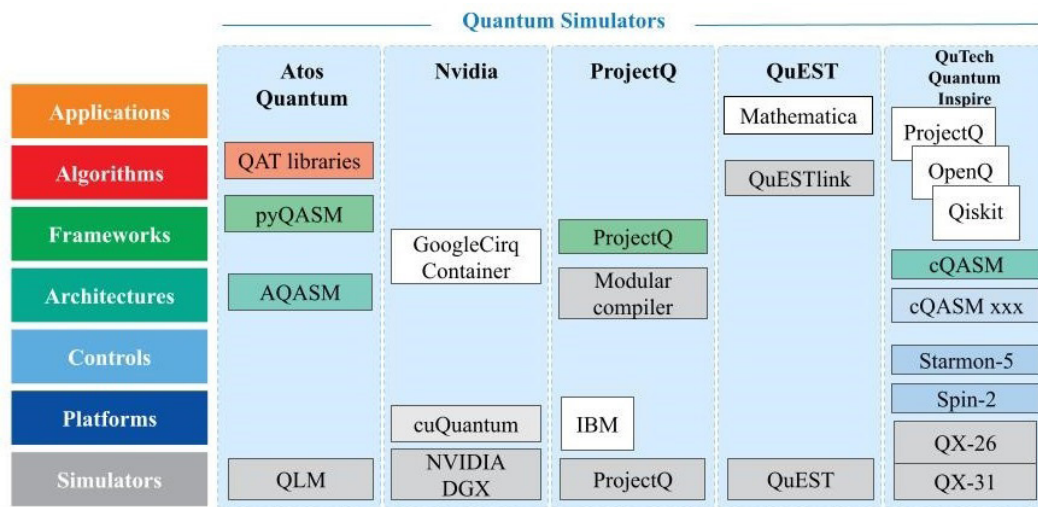 Quantum Simulators
Atos
Quantum
Nvidia
ProjectQ
QuEST
QuTech
Quantum
Inspire
Applications
Mathematica
ProjectQ
Algorithms
QAT libraries
QuESTlink
OpenQ
Qiskit
Frameworks
pyQASM
GoogleCirq
Container
ProjectQ
cQASM
Architectures
AQASM
Modular
compiler
cQASM xxx
Controls
Starmon-5
Platforms
cuQuantum
IBM
Spin-2
QX-26
Simulators
QLM
NVIDIA
DGX
ProjectQ
QuEST
QX-31